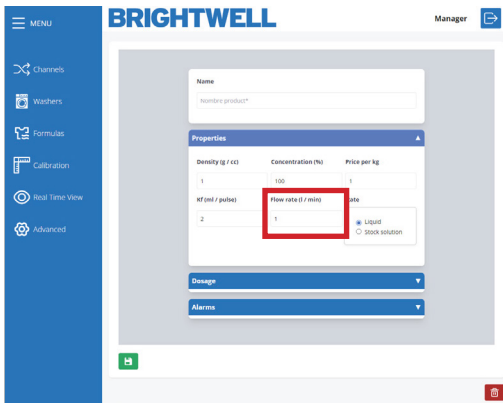 MENU
BRIGHTWELL
Manager
Channels
Washers
Formulas
Calibration
Real Time View
Advanced
Name
Nombre product*
Properties
Density (g / cc) Concentration (%) Price per kg
1 100 1
Kf (ml / pulse) Flow rate (l / min) ate
2 1
Liquid
Stock solution
Dosage
Alarms